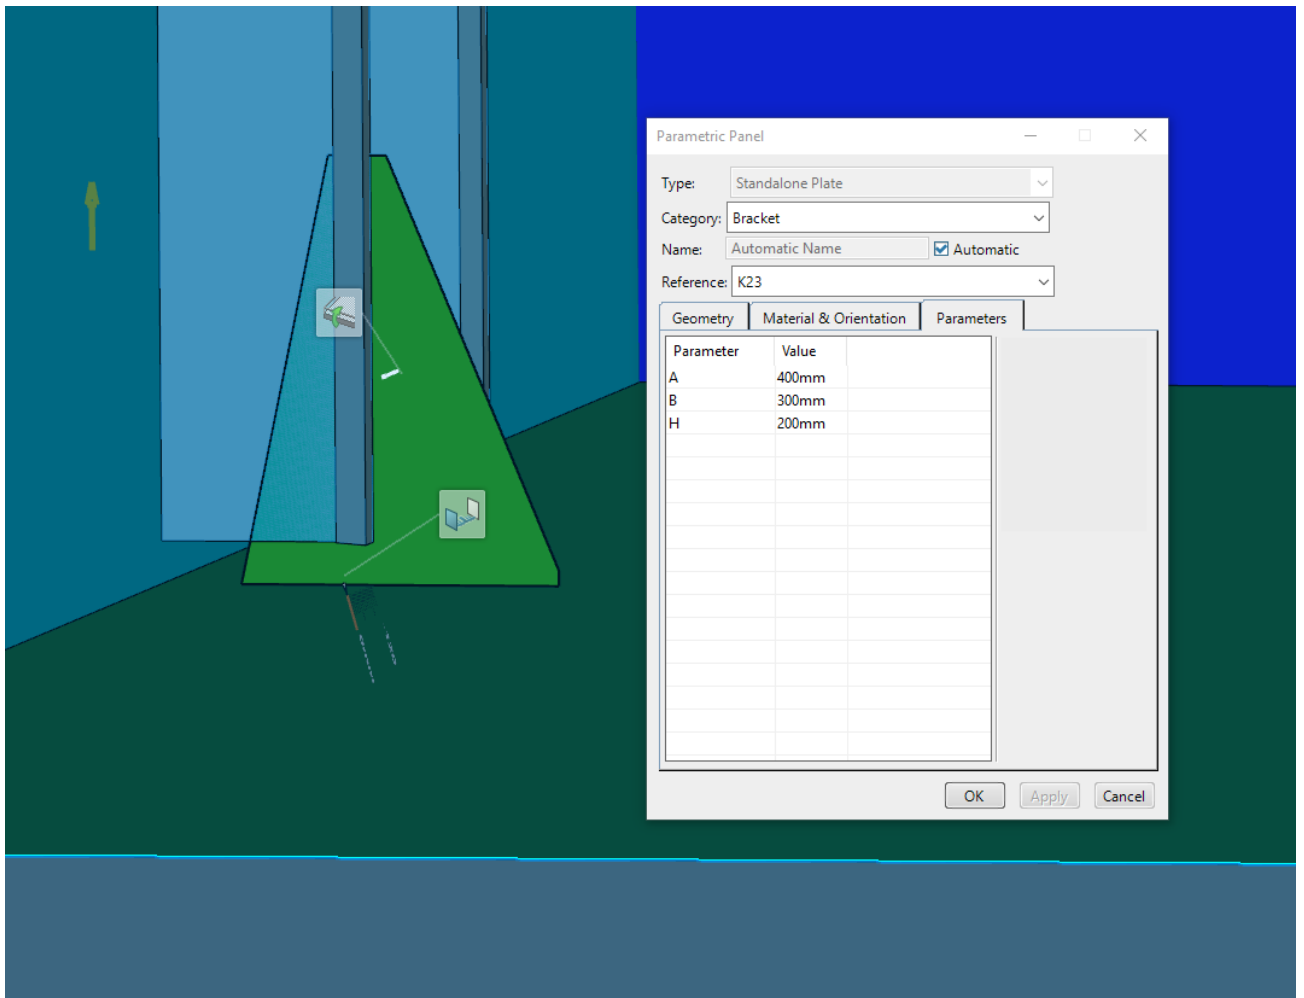 Parametric Panel
Type: Standalone Plate
Category: Bracket
Name: Automatic Name Automatic
Reference: K23
Geometry Material & Orientation Parameters
Parameter Value
A 400mm
B 300mm
H 200mm
OK Apply Cancel